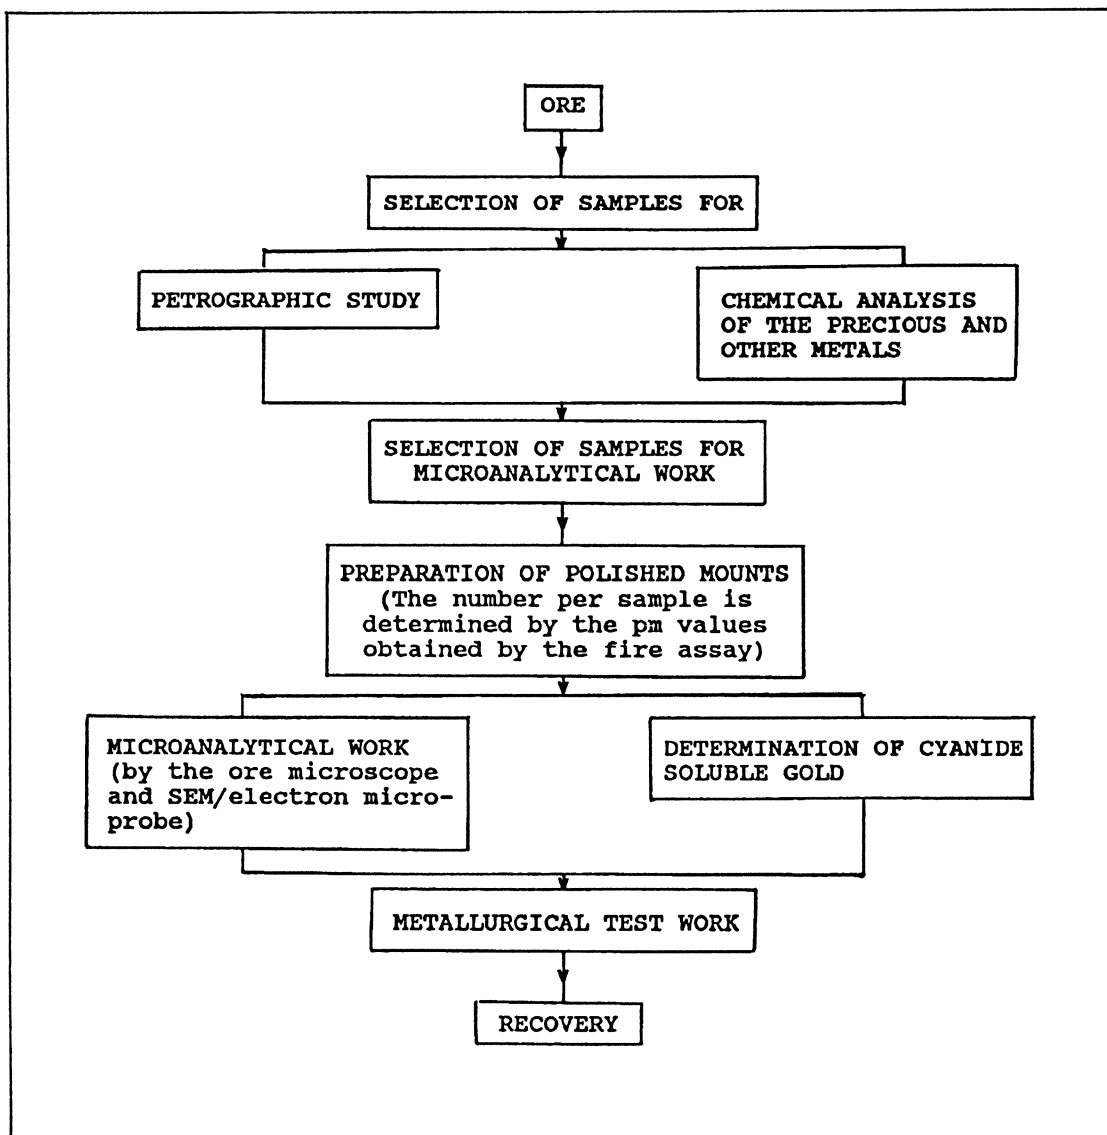 ORE
SELECTION OF SAMPLES FOR
PETROGRAPHIC STUDY
CHEMICAL ANALYSIS
OF THE PRECIOUS AND
OTHER METALS
SELECTION OF SAMPLES FOR
MICROANALYTICAL WORK
PREPARATION OF POLISHED MOUNTS
(The number per sample is
determined by the pm values
obtained by the fire assay)
MICROANALYTICAL WORK
(by the ore microscope
and SEM/electron micro-
probe)
DETERMINATION OF CYANIDE
SOLUBLE GOLD
METALLURGICAL TEST WORK
RECOVERY